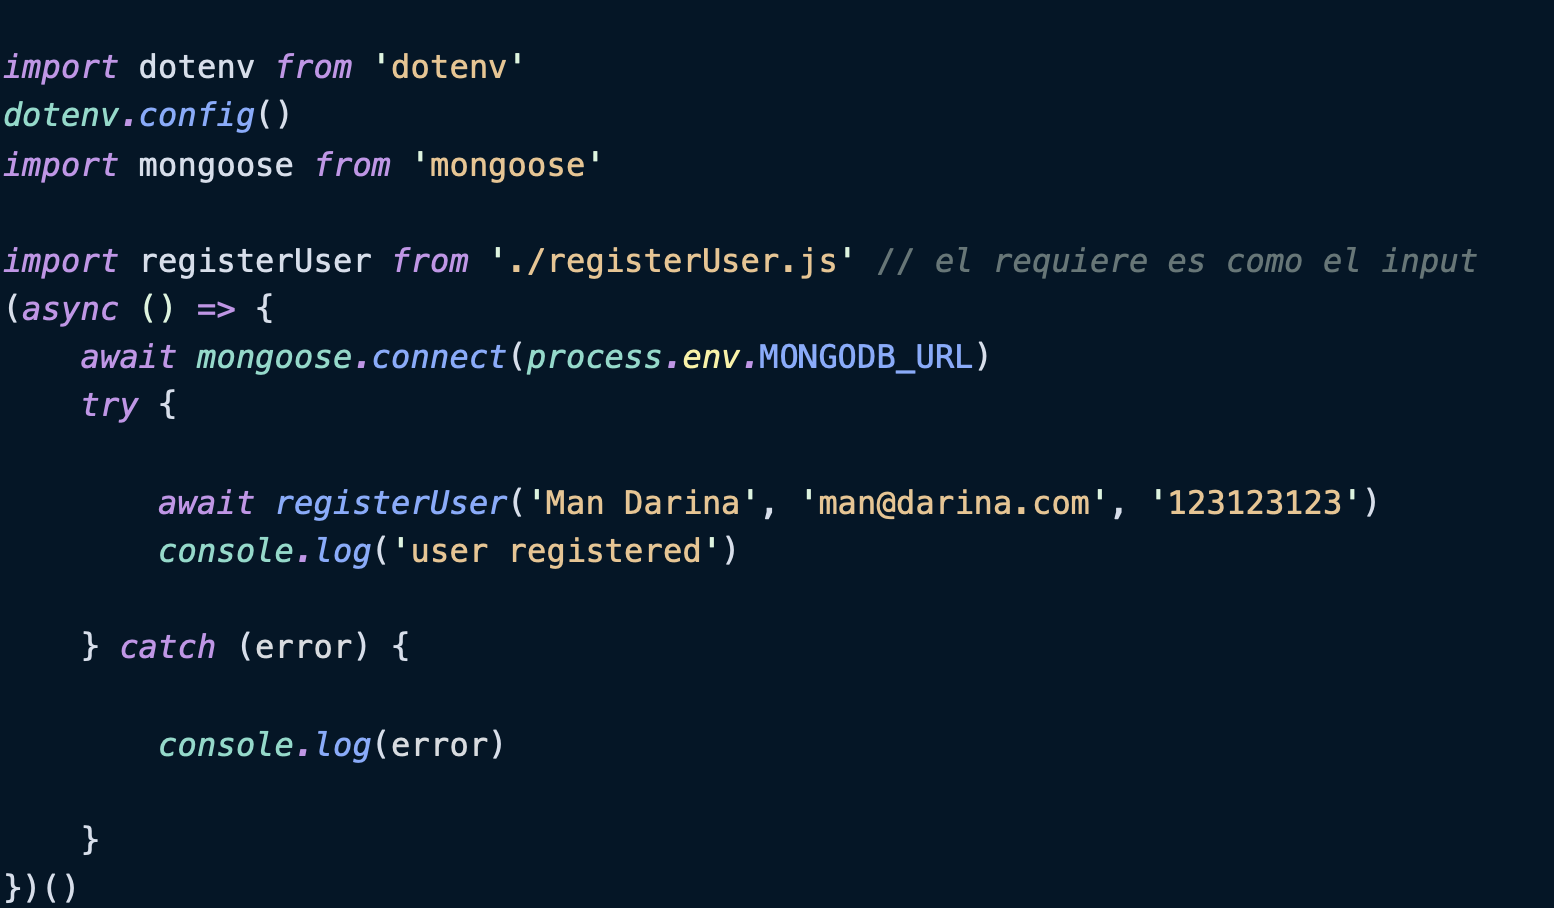 import dotenv from 'dotenv'
dotenv.config()
import mongoose from 'mongoose'
import registerUser from './registerUser.js' // el requiere es como el input
(async () => {
await mongoose.connect(process.env.MONGODB_URL)
try {
await registerUser('Man Darina', 'man@darina.com', '123123123')
console.log('user registered')
} catch (error) {
console.log(error)
}
})()